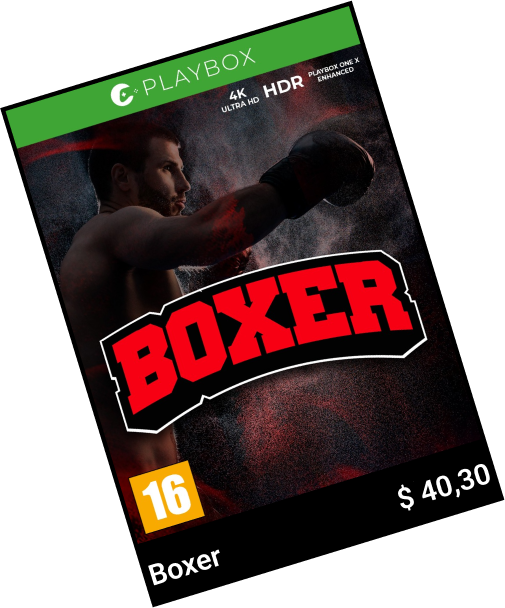 PLAYBOX
4K
ULTRA HD
HDR
PLAYBOX ONE X
ENHANCED
BOXER
16
$ 40,30
Boxer